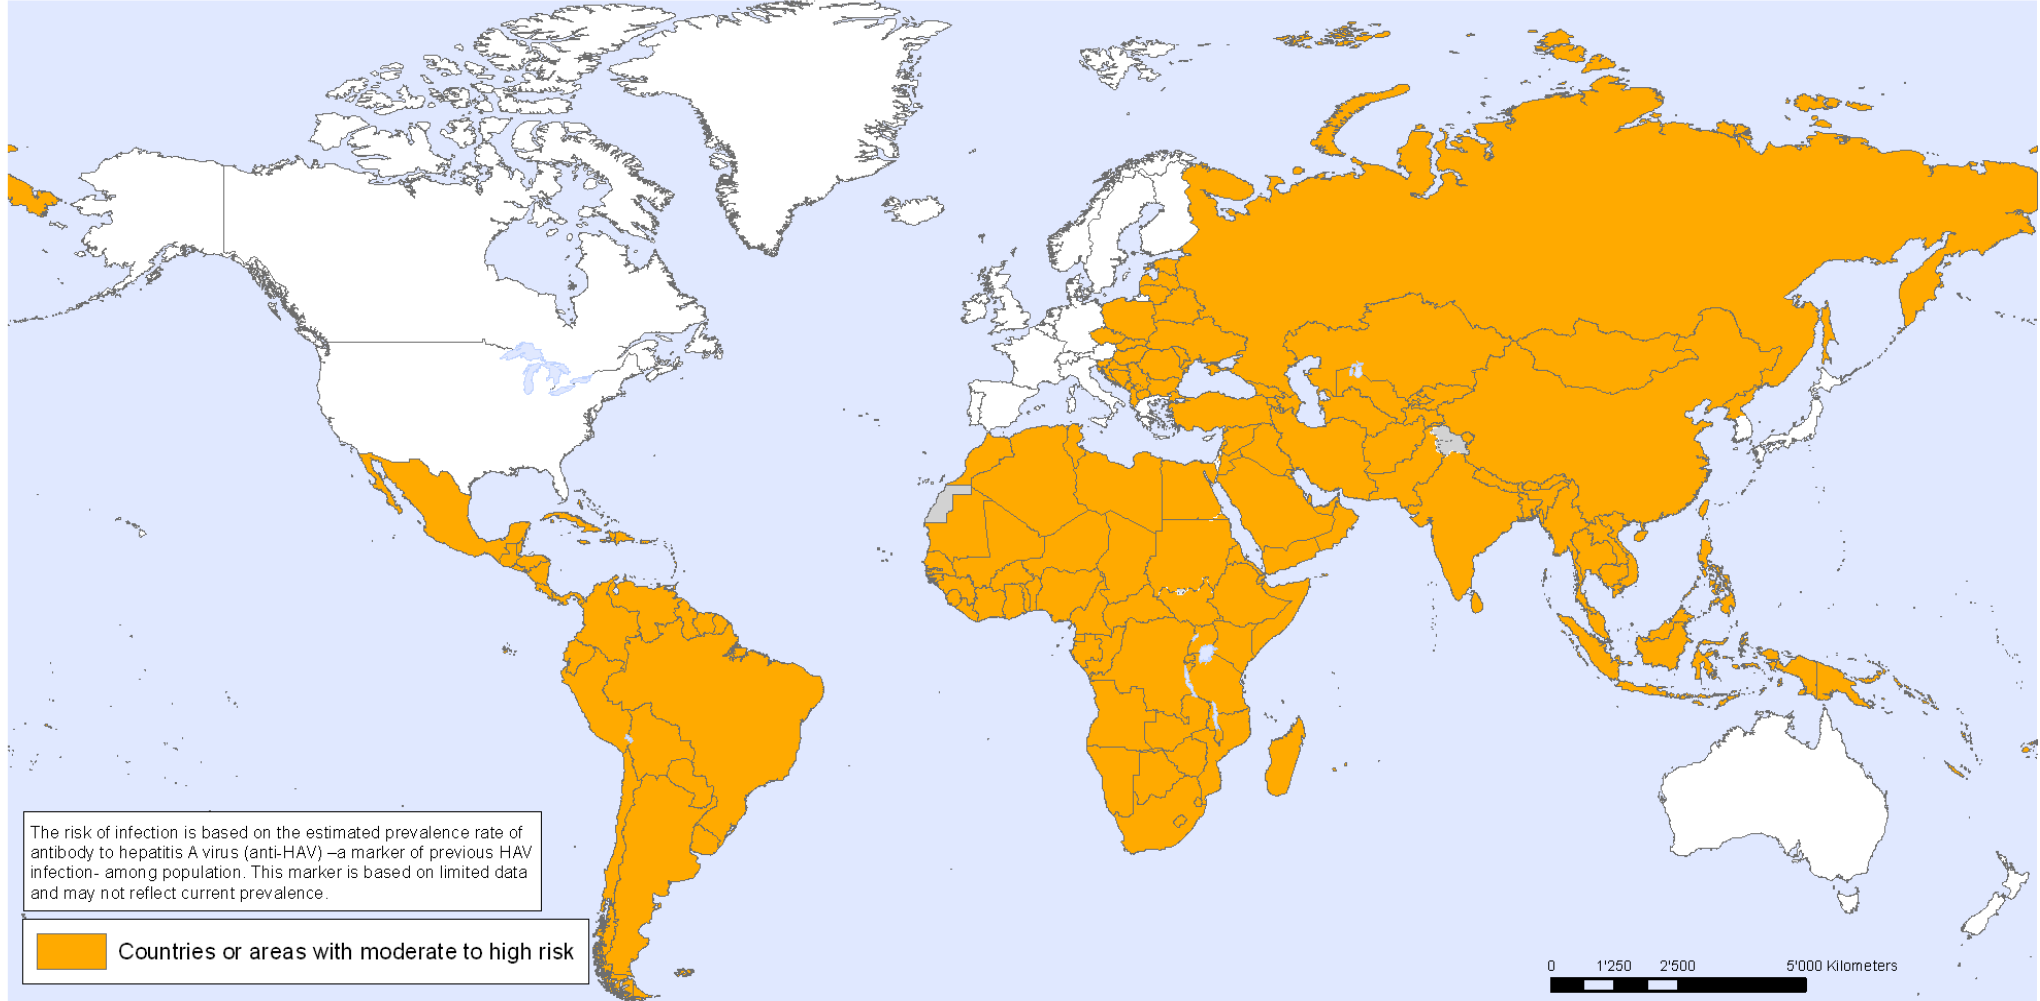 The risk of infection is based on the estimated prevalence rate of
antibody to hepatitis A virus (anti-HAV) –a marker of previous HAV
infection- among population. This marker is based on limited data
and may not reflect current prevalence.
Countries or areas with moderate to high risk
0 1'250 2'500 5'000 Kilometers